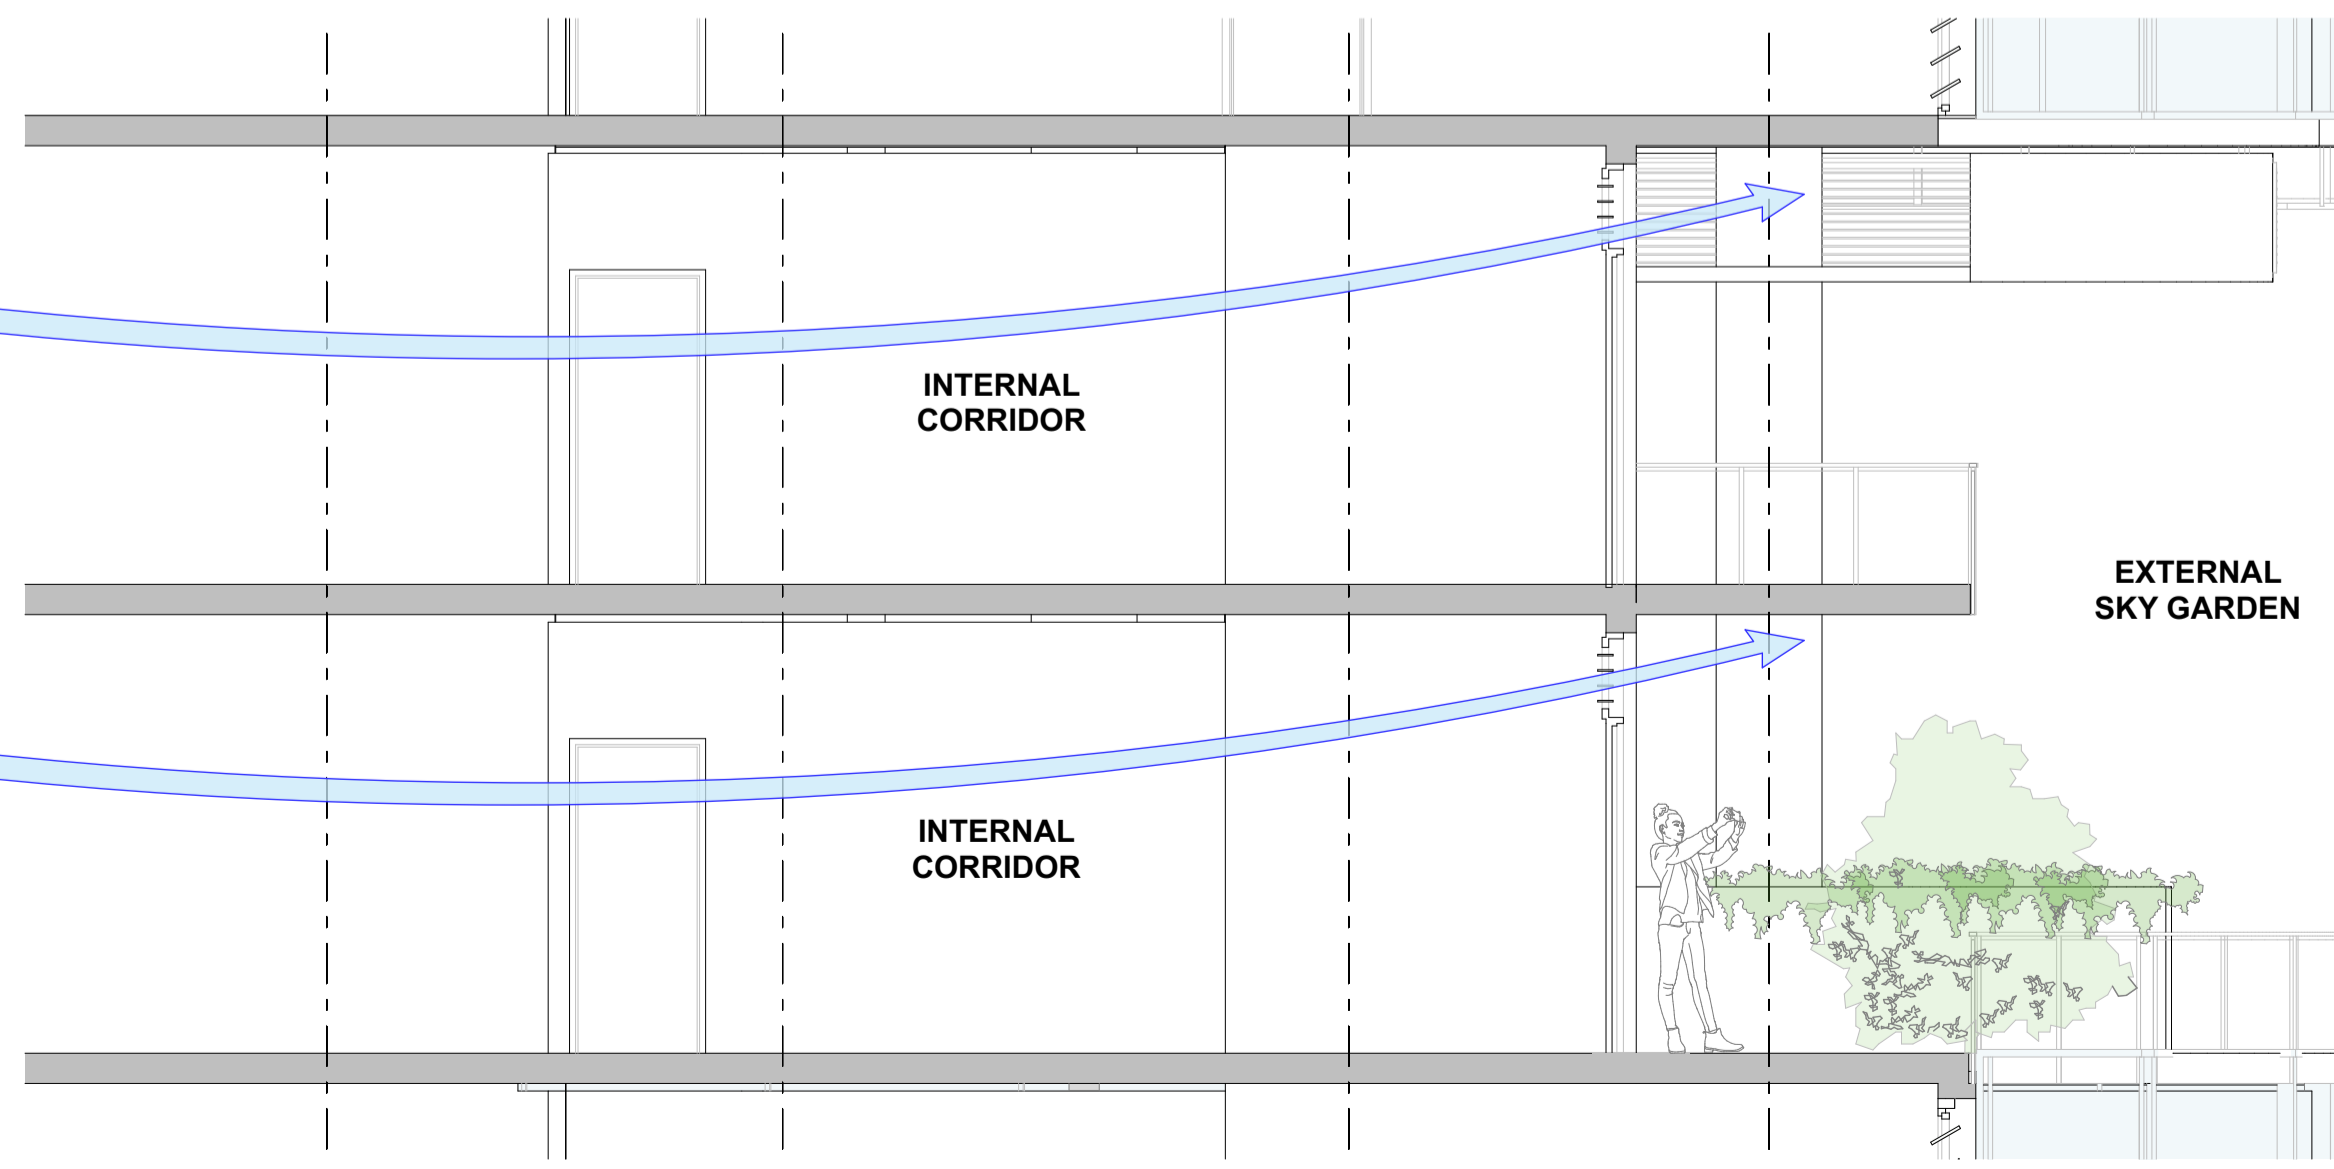 INTERNAL
CORRIDOR
EXTERNAL
SKY GARDEN
INTERNAL
CORRIDOR